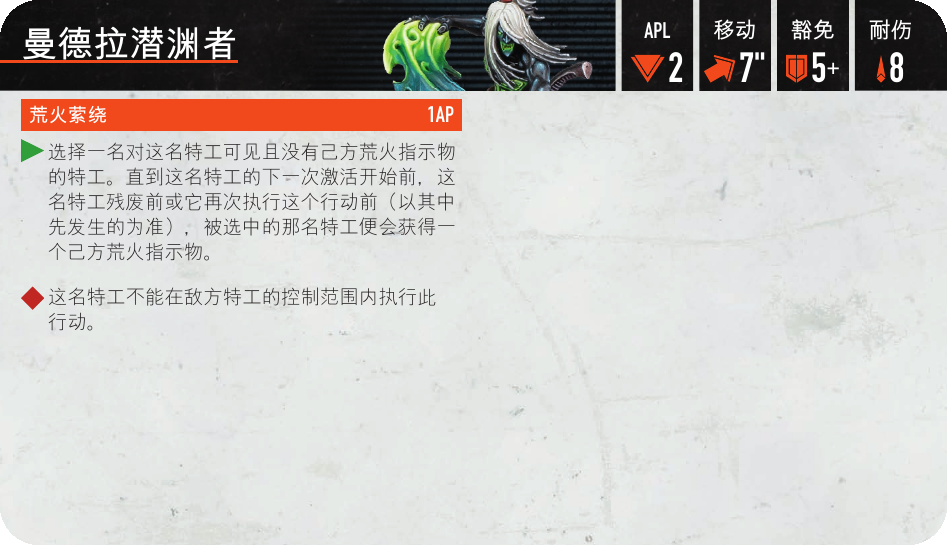 曼德拉潜渊者
APL
2
移动
7"
豁免
5+
耐伤
8
荒火萦绕 1AP
选择一名对这名特工可见且没有己方荒火指示物
的特工。直到这名特工的下一次激活开始前，这
名特工残废前或它再次执行这个行动前（以其中
先发生的为准），被选中的那名特工便会获得一
个己方荒火指示物。
这名特工不能在敌方特工的控制范围内执行此
行动。